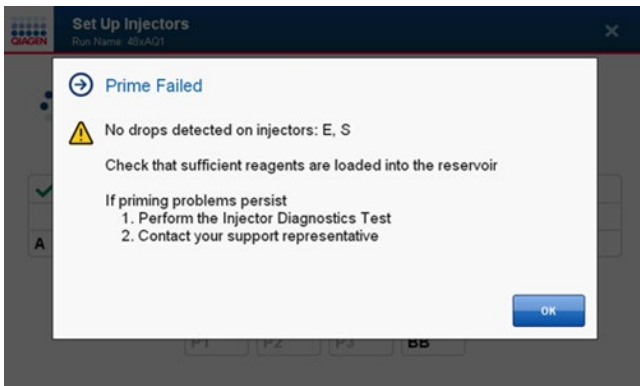 QIAGEN
Set Up Injectors
Run Name: 48xAQ1
Prime Failed
No drops detected on injectors: E, S
Check that sufficient reagents are loaded into the reservoir
If priming problems persist
1. Perform the Injector Diagnostics Test
2. Contact your support representative
A
OK
P1 P2 P3 BB